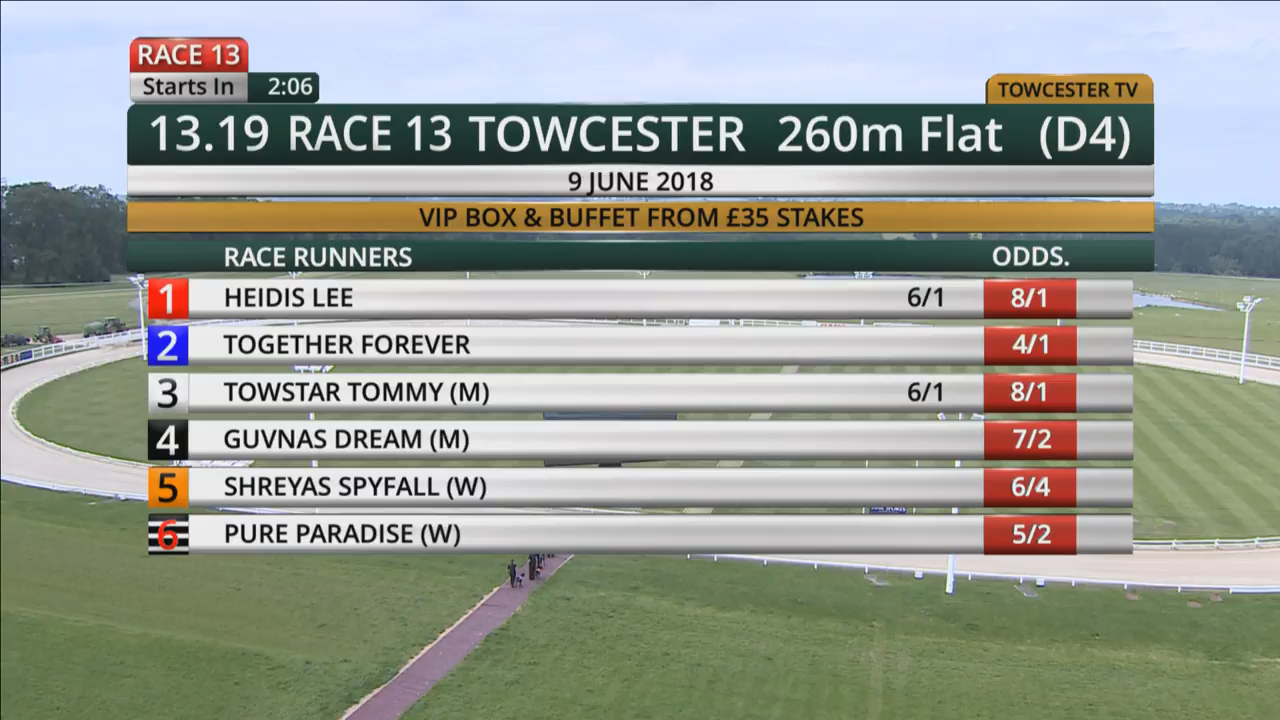 RACE 13
Starts In 2:06
TOWCESTER TV
13.19 RACE 13 TOWCESTER 260m Flat (D4)
9 JUNE 2018
VIP BOX & BUFFET FROM £35 STAKES
RACE RUNNERS ODDS.
1 HEIDIS LEE 6/1 8/1
2 TOGETHER FOREVER 4/1
3 TOWSTAR TOMMY (M) 6/1 8/1
4 GUVNAS DREAM (M) 7/2
5 SHREYAS SPYFALL (W) 6/4
6 PURE PARADISE (W) 5/2